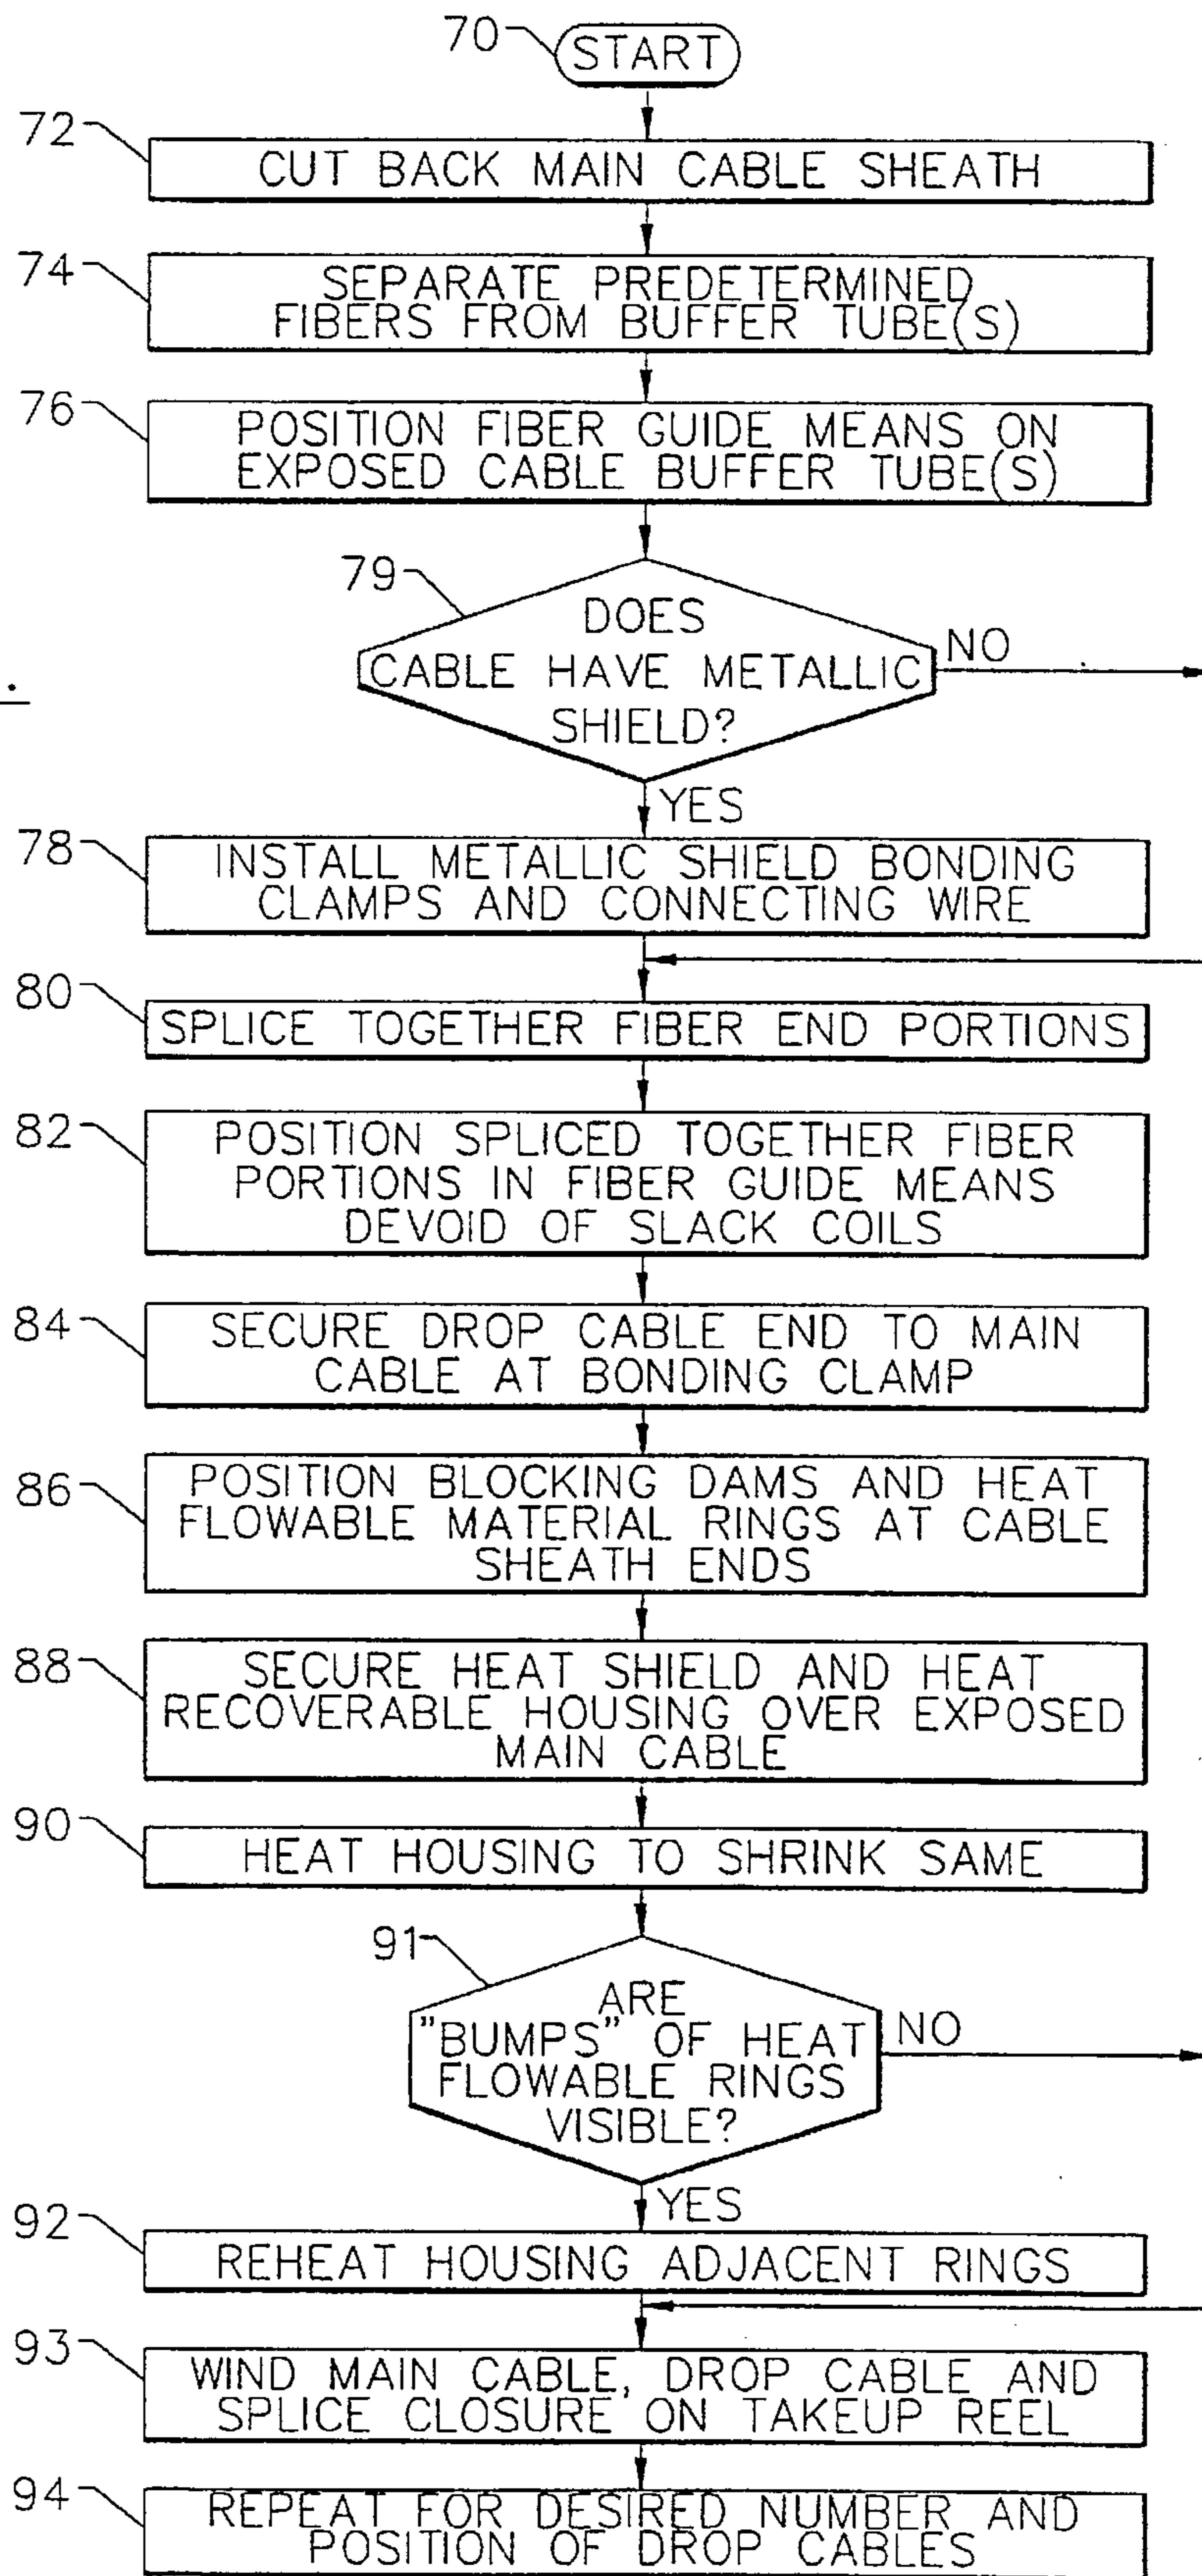 70 START
72 CUT BACK MAIN CABLE SHEATH
74 SEPARATE PREDETERMINED
FIBERS FROM BUFFER TUBE(S)
76 POSITION FIBER GUIDE MEANS ON
EXPOSED CABLE BUFFER TUBE(S)
79 DOES
CABLE HAVE METALLIC
SHIELD?
NO
YES
78 INSTALL METALLIC SHIELD BONDING
CLAMPS AND CONNECTING WIRE
80 SPLICE TOGETHER FIBER END PORTIONS
82 POSITION SPLICED TOGETHER FIBER
PORTIONS IN FIBER GUIDE MEANS
DEVOID OF SLACK COILS
84 SECURE DROP CABLE END TO MAIN
CABLE AT BONDING CLAMP
86 POSITION BLOCKING DAMS AND HEAT
FLOWABLE MATERIAL RINGS AT CABLE
SHEATH ENDS
88 SECURE HEAT SHIELD AND HEAT
RECOVERABLE HOUSING OVER EXPOSED
MAIN CABLE
90 HEAT HOUSING TO SHRINK SAME
91 ARE
"BUMPS" OF HEAT
FLOWABLE RINGS
VISIBLE?
NO
YES
92 REHEAT HOUSING ADJACENT RINGS
93 WIND MAIN CABLE, DROP CABLE AND
SPLICE CLOSURE ON TAKEUP REEL
94 REPEAT FOR DESIRED NUMBER AND
POSITION OF DROP CABLES